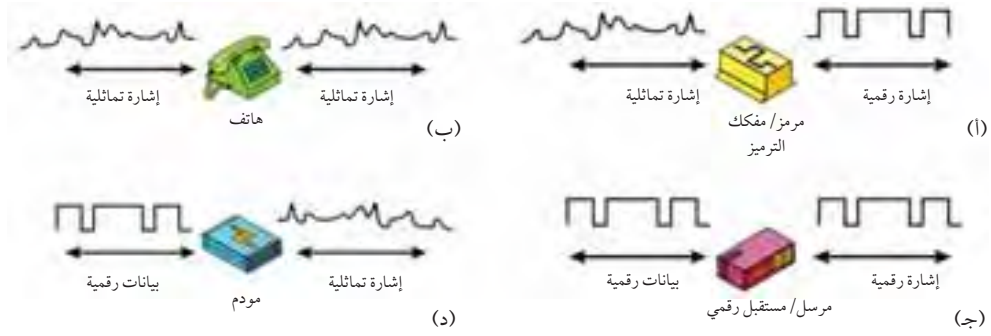 إشارة رقمية
إشارة تماثلية
مرمز/ مفكك
الترميز
(أ)
إشارة تماثلية
إشارة تماثلية
هاتف
(ب)
إشارة رقمية
بيانات رقمية
مرسل/ مستقبل رقمي
(جـ)
إشارة تماثلية
بيانات رقمية
مودم
(د)